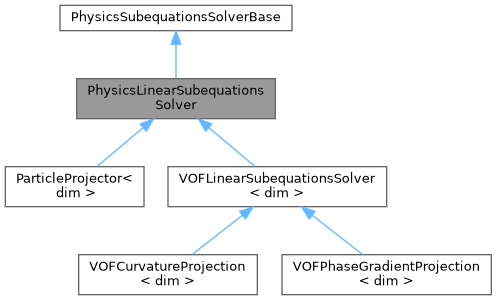 PhysicsSubequationsSolverBase
PhysicsLinearSubequations
Solver
ParticleProjector<
dim >
VOFLinearSubequationsSolver
< dim >
VOFCurvatureProjection
< dim >
VOFPhaseGradientProjection
< dim >